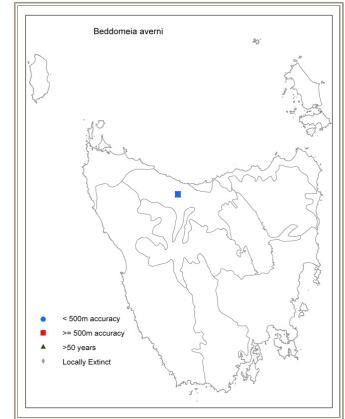 Beddomeia averni
< 500m accuracy
>= 500m accuracy
>50 years
Locally Extinct